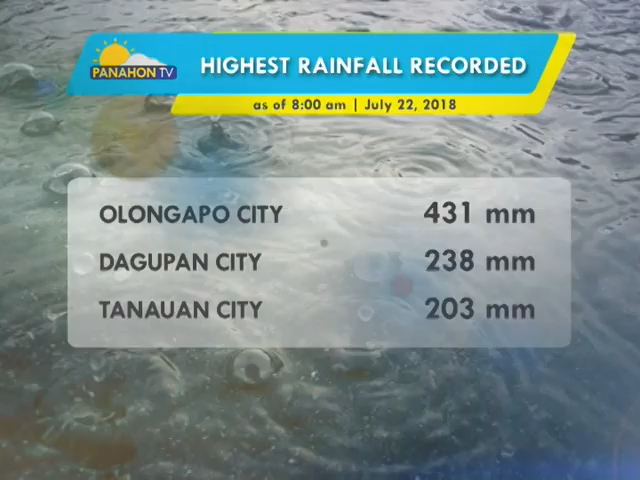 PANAHON TV
HIGHEST RAINFALL RECORDED
as of 8:00 am | July 22, 2018
OLONGAPO CITY 431 mm
DAGUPAN CITY 238 mm
TANAUAN CITY 203 mm